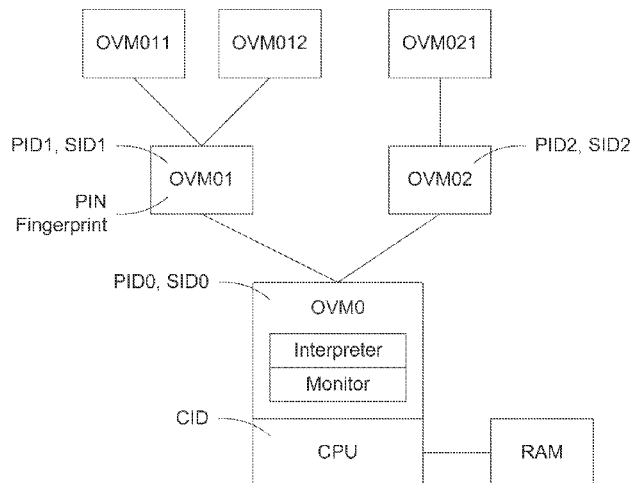 OVM011
OVM012
OVM021
PID1, SID1
PID2, SID2
OVM01
OVM02
PIN
Fingerprint
PID0, SID0
OVM0
Interpreter
Monitor
CID
CPU
RAM